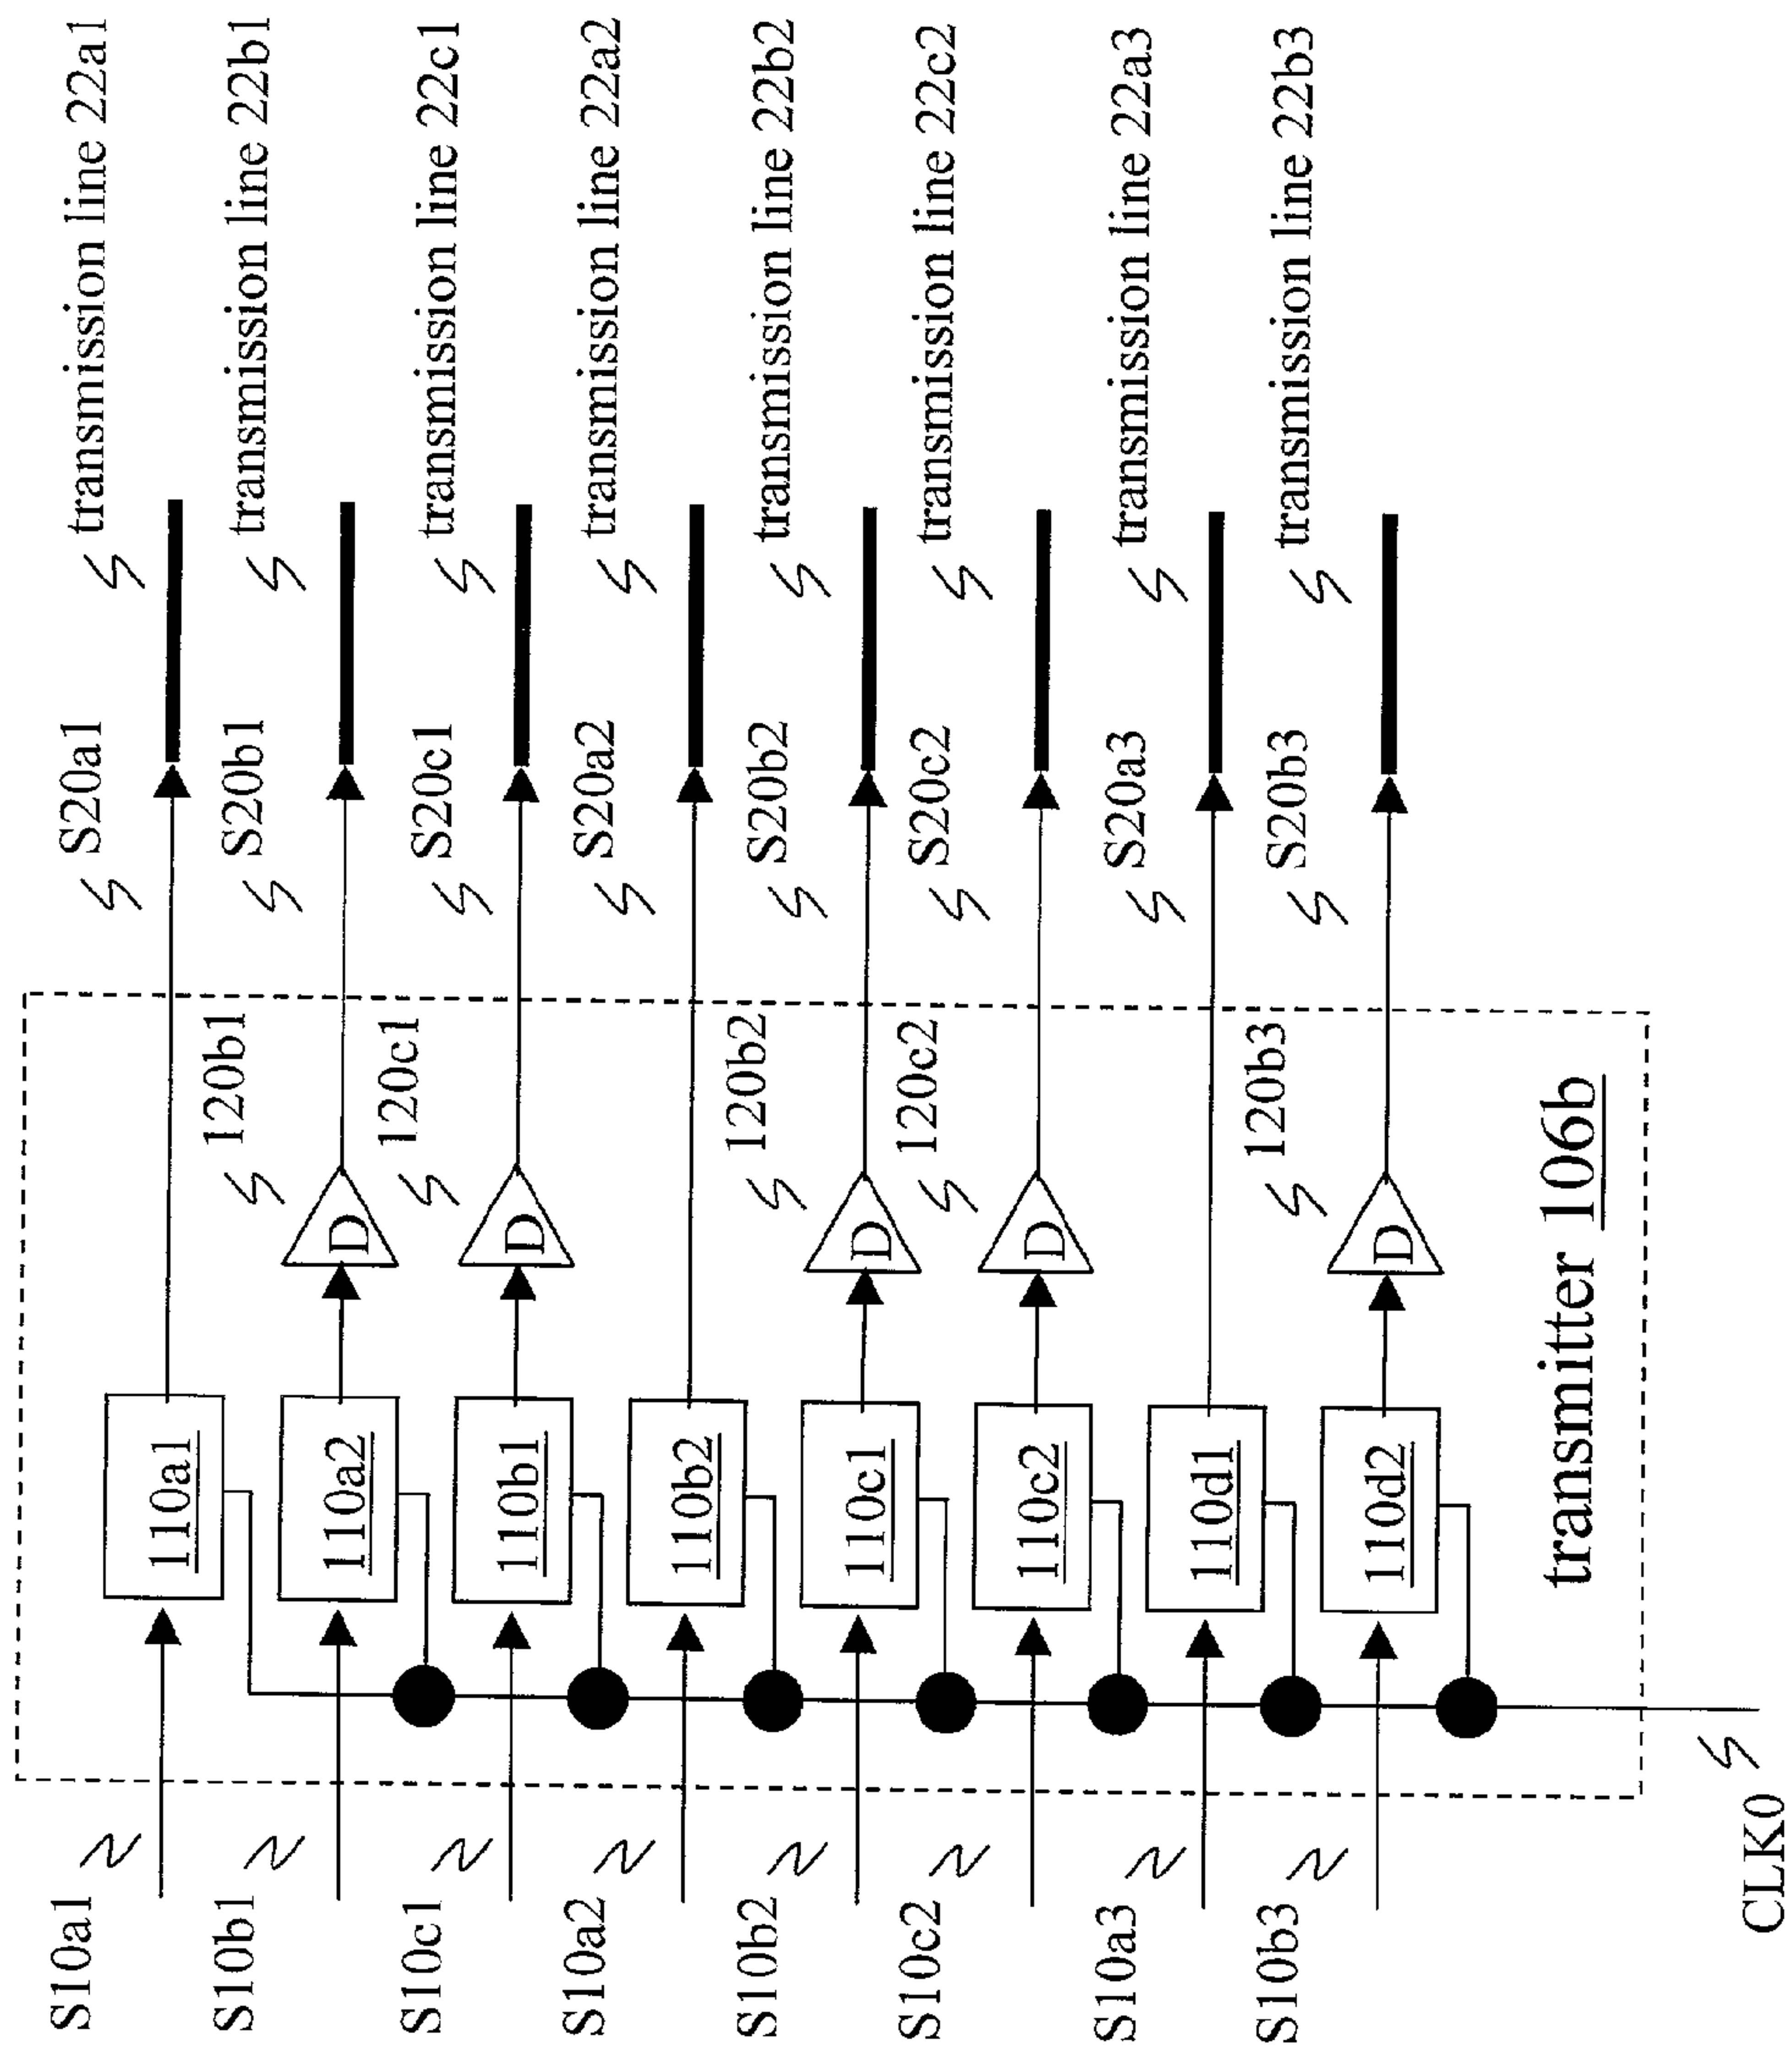 S10a1
110a1
S20a1
transmission line 22a1
S10b1
110a2
D
120b1
S20b1
transmission line 22b1
S10c1
110b1
D
120c1
S20c1
transmission line 22c1
S10a2
110b2
S20a2
transmission line 22a2
S10b2
110c1
D
120b2
S20b2
transmission line 22b2
S10c2
110c2
D
120c2
S20c2
transmission line 22c2
S10a3
110d1
S20a3
transmission line 22a3
S10b3
110d2
D
120b3
S20b3
transmission line 22b3
transmitter 106b
CLK0